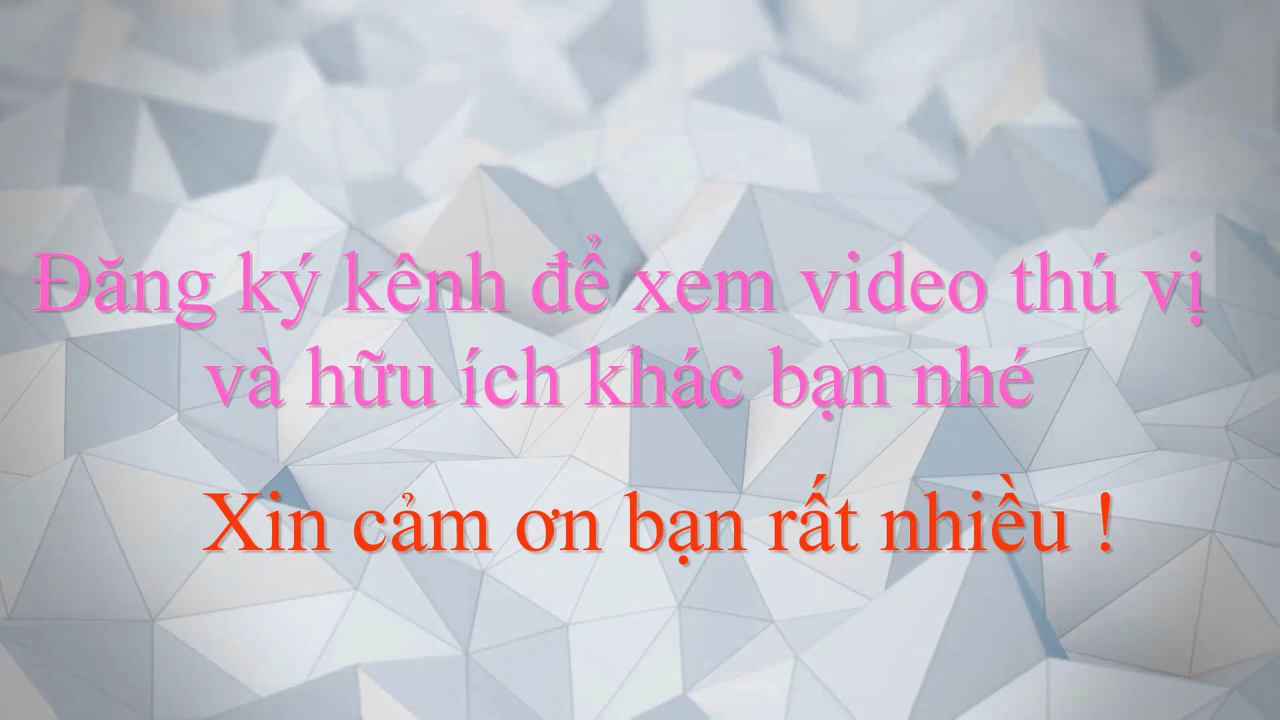 Đăng ký kênh để xem video thú vị
và hữu ích khác bạn nhé
Xin cảm ơn bạn rất nhiều !